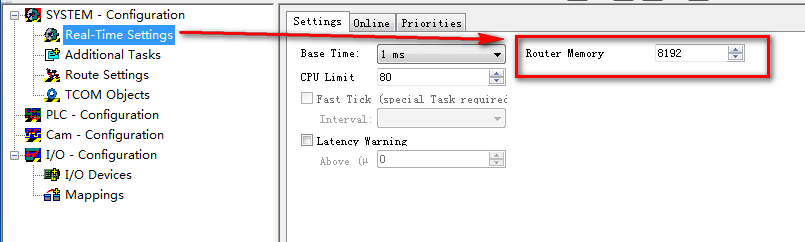 SYSTEM - Configuration
Real-Time Settings
Additional Tasks
Route Settings
TCOM Objects
PLC - Configuration
Cam - Configuration
I/O - Configuration
I/O Devices
Mappings
Settings Online Priorities
Base Time: 1 ms Router Memory 8192
CPU Limit 80
Fast Tick (special Task required
Interval:
Latency Warning
Above (μ 0